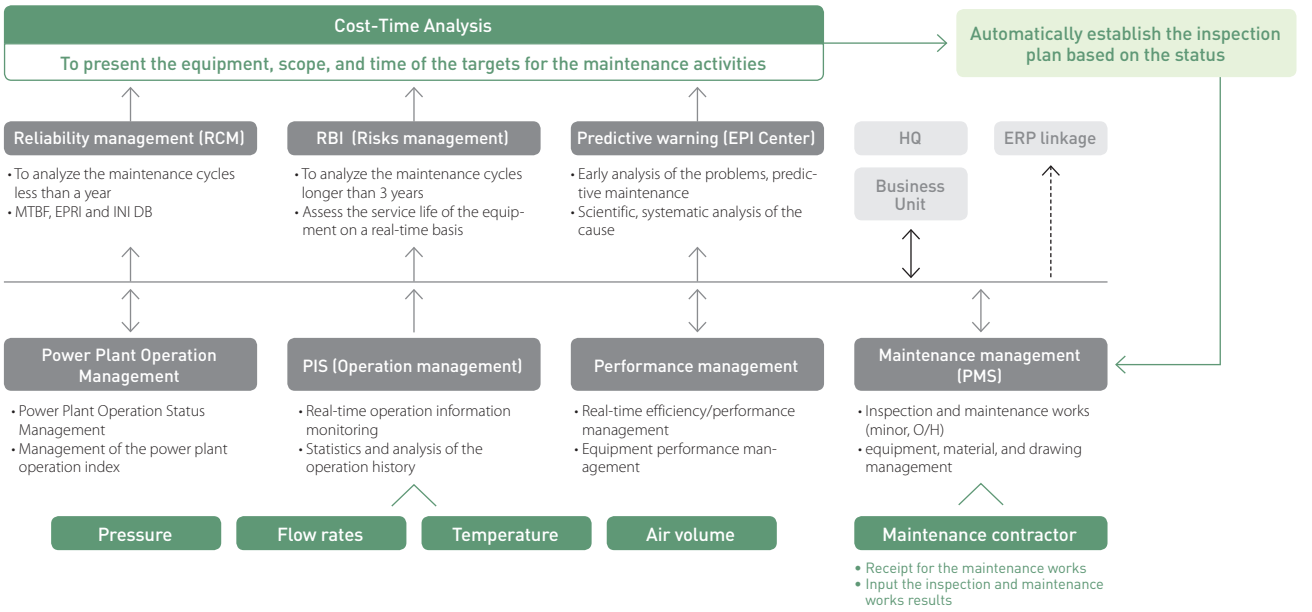 Cost-Time Analysis
To present the equipment, scope, and time of the targets for the maintenance activities
Automatically establish the inspection
plan based on the status
Reliability management (RCM)
• To analyze the maintenance cycles
less than a year
• MTBF, EPRI and INI DB
RBI (Risks management)
• To analyze the maintenance cycles
longer than 3 years
• Assess the service life of the equip-
ment on a real-time basis
Predictive warning (EPI Center)
• Early analysis of the problems, predic-
tive maintenance
• Scientific, systematic analysis of the
cause
HQ
Business
Unit
ERP linkage
Power Plant Operation
Management
• Power Plant Operation Status
Management
• Management of the power plant
operation index
PIS (Operation management)
• Real-time operation information
monitoring
• Statistics and analysis of the
operation history
Performance management
• Real-time efficiency/performance
management
• Equipment performance man-
agement
Maintenance management
(PMS)
• Inspection and maintenance works
(minor, O/H)
• equipment, material, and drawing
management
Pressure
Flow rates
Temperature
Air volume
Maintenance contractor
• Receipt for the maintenance works
• Input the inspection and maintenance
works results